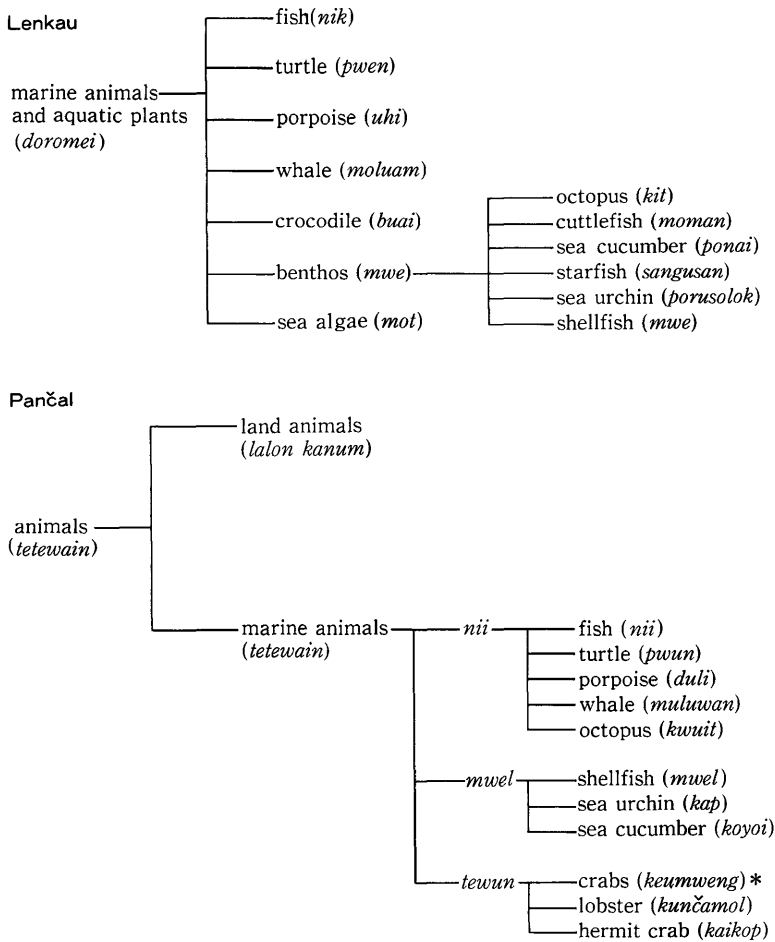 Lenkau
fish(nik)
turtle (pwen)
marine animals
and aquatic plants
(doromei)
porpoise (uhi)
whale (moluam)
crocodile (buai)
benthos (mwe)
sea algae (mot)
octopus (kit)
cuttlefish (moman)
sea cucumber (ponai)
starfish (sangusan)
sea urchin (porusolok)
shellfish (mwe)
Pančal
land animals
(lalon kanum)
animals
(tetewain)
marine animals
(tetewain)
nii
fish (nii)
turtle (pwun)
porpoise (duli)
whale (muluwan)
octopus (kwuit)
mwel
shellfish (mwel)
sea urchin (kap)
sea cucumber (koyoi)
tewun
crabs (keumweng)*
lobster (kunčamol)
hermit crab (kaikop)